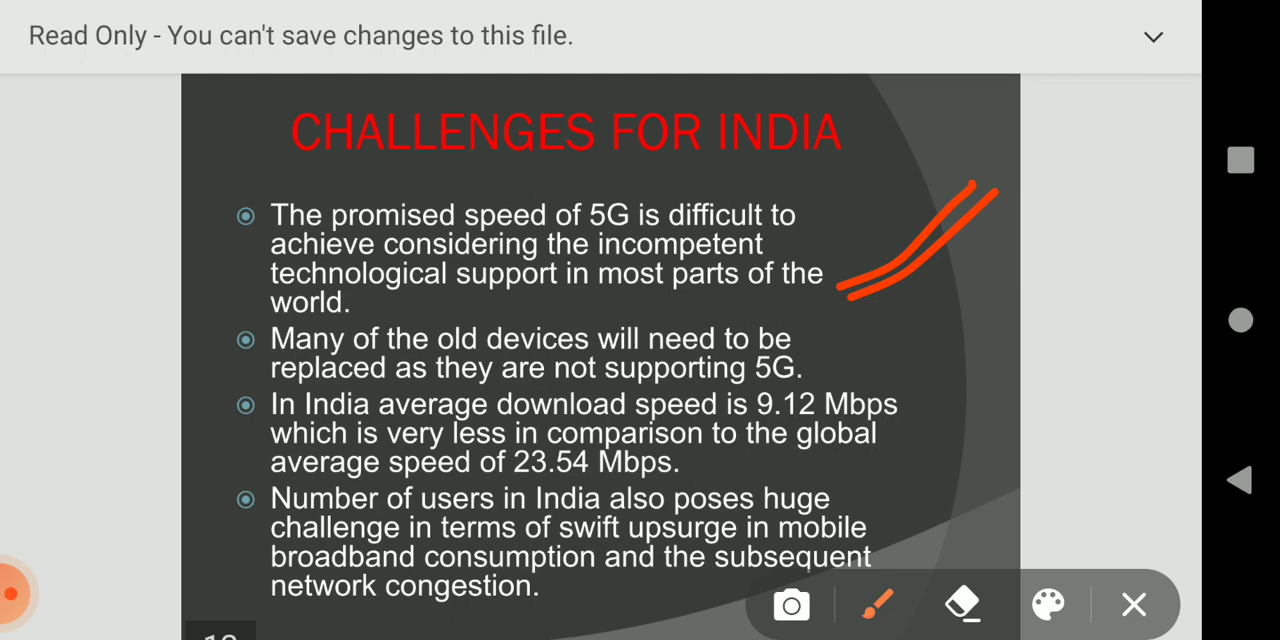 Read Only - You can't save changes to this file.
CHALLENGES FOR INDIA
The promised speed of 5G is difficult to
achieve considering the incompetent
technological support in most parts of the
world.
Many of the old devices will need to be
replaced as they are not supporting 5G.
In India average download speed is 9.12 Mbps
which is very less in comparison to the global
average speed of 23.54 Mbps.
Number of users in India also poses huge
challenge in terms of swift upsurge in mobile
broadband consumption and the subsequent
network congestion.